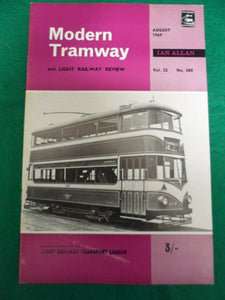 Modern
Tramway
and LIGHT RAILWAY REVIEW
AUGUST
1969
IAN ALLAN
Vol. 32 No. 380
LIGHT RAILWAY TRANSPORT LEAGUE
3/-